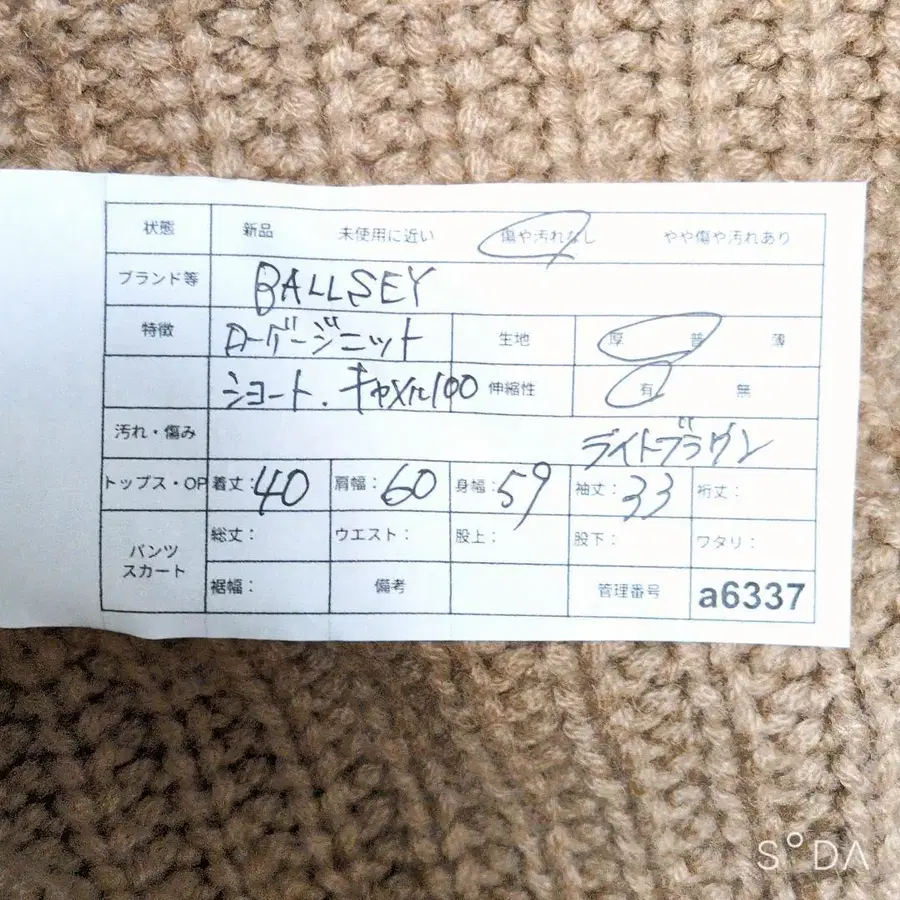 状態 新品 未使用に近い 傷や汚れなし やや傷や汚れあり
ブランド等 BALLSEY
特徴 ローゲージニット 生地 厚 普 薄
ショート. キャメル100 伸縮性 有 無
汚れ・傷み ライトブラウン
トップス・OP 着丈:40 肩幅:60 身幅:59 袖丈:33 裄丈:
パンツ スカート 総丈: ウエスト: 股上: 股下: ワタリ:
裾幅: 備考 管理番号 a6337
SODA